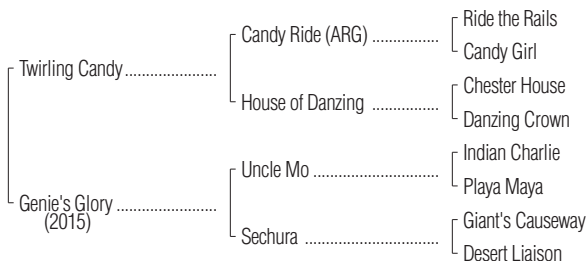 Ride the Rails
Candy Ride (ARG) ..................
Candy Girl
Twirling Candy ........................
Chester House
House of Danzing .................
Danzing Crown
Indian Charlie
Uncle Mo ................................
Playa Maya
Genie's Glory ..........................
(2015)
Giant's Causeway
Sechura ..................................
Desert Liaison